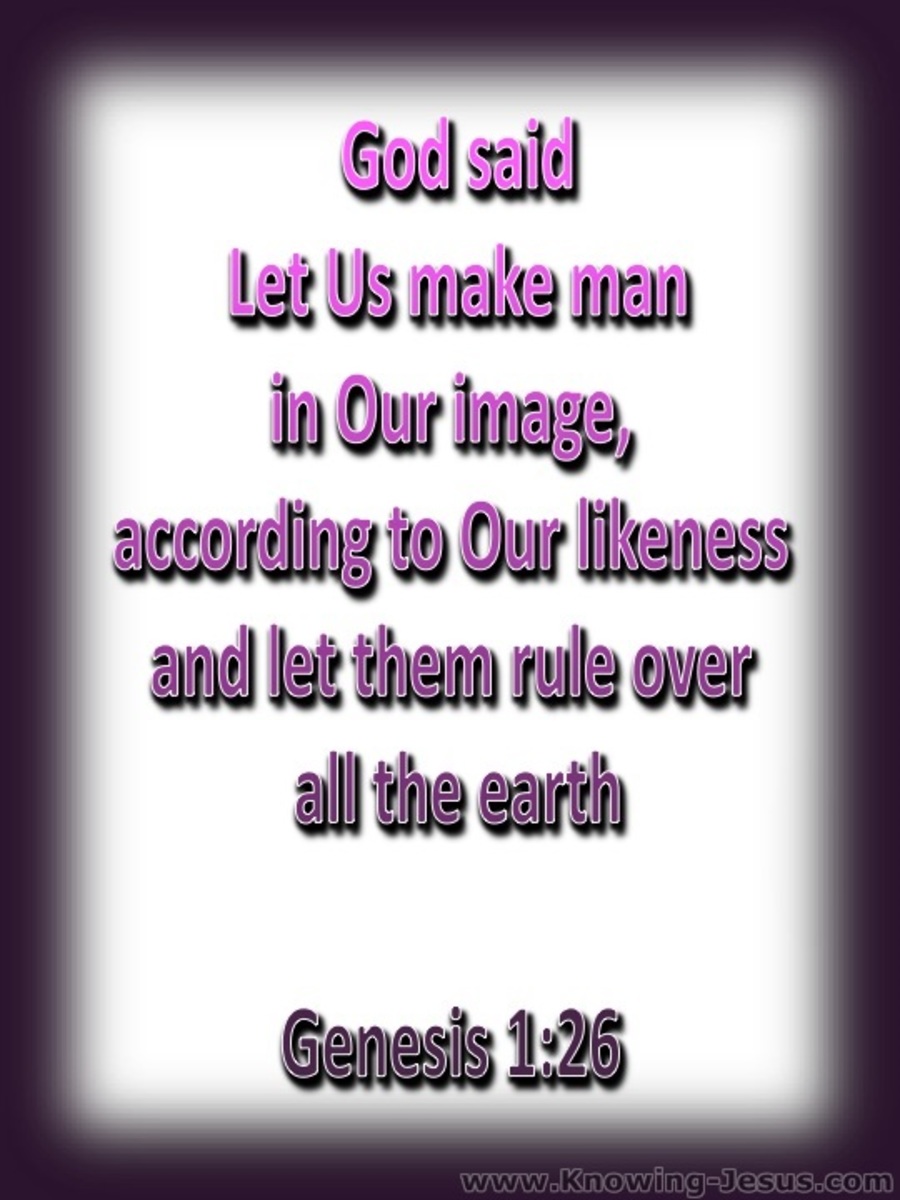 God said
Let Us make man
in Our image,
according to Our likeness
and let them rule over
all the earth
Genesis 1:26
www.Knowing-Jesus.com